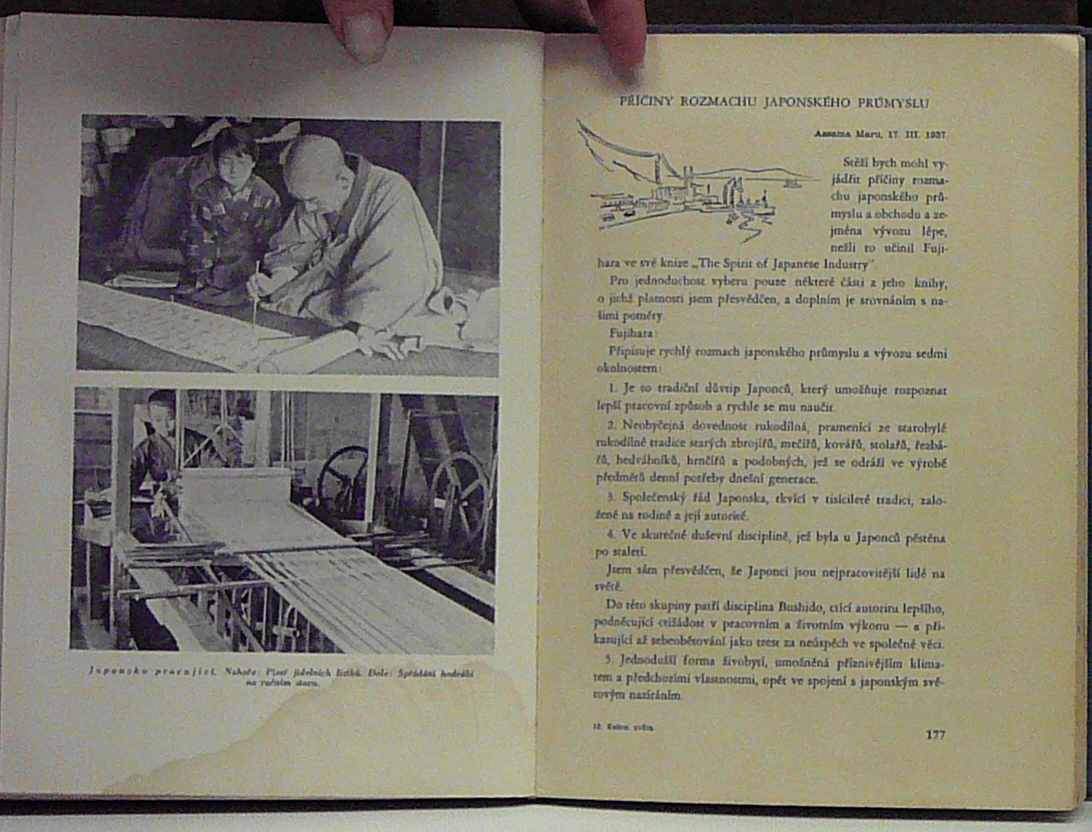 Japonsko pracující. Nahoře: Písař jídelních lístků. Dole: Spřádání hedvábí
na ručním stavu.
PŘÍČINY ROZMACHU JAPONSKÉHO PRŮMYSLU
Assama Maru, 17. III. 1937.
Stěží bych mohl vy-
jádřit příčiny rozma-
chu japonského prů-
myslu a obchodu a ze-
jména vývozu lépe,
nežli to učinil Fuji-
hara ve své knize „The Spirit of Japanese Industry“.
Pro jednoduchost vyberu pouze některé části z jeho knihy,
o jichž platnosti jsem přesvědčen, a doplním je srovnáním s na-
šimi poměry.
Fujihara:
Připisuje rychlý rozmach japonského průmyslu a vývozu sedmi
okolnostem:
1. Je to tradiční důvtip Japonců, který umožňuje rozpoznat
lepší pracovní způsob a rychle se mu naučit.
2. Neobyčejná dovednost rukodílná, pramenící ze starobylé
rukodílné tradice starých zbrojířů, mečířů, kovářů, stolařů, řezbá-
řů, hedvábníků, hrnčířů a podobných, jež se odráží ve výrobě
předmětů denní potřeby dnešní generace.
3. Společenský řád Japonska, tkvící v tisícileté tradici, zalo-
žené na rodině a její autoritě.
4. Ve skutečné duševní disciplině, jež byla u Japonců pěstěna
po staletí.
Jsem sám přesvědčen, že Japonci jsou nejpracovitější lidé na
světě.
Do této skupiny patří disciplina Bushido, ctící autoritu lepšího,
podněcující ctižádost v pracovním a životním výkonu — a při-
kazující až sebeobětování jako trest za neúspěch ve společné věci.
5. Jednodušší forma živobytí, umožněná příznivějším klima-
tem a předchozími vlastnostmi, opět ve spojení s japonským svě-
tovým nazíráním.
12. Kolem světa
177